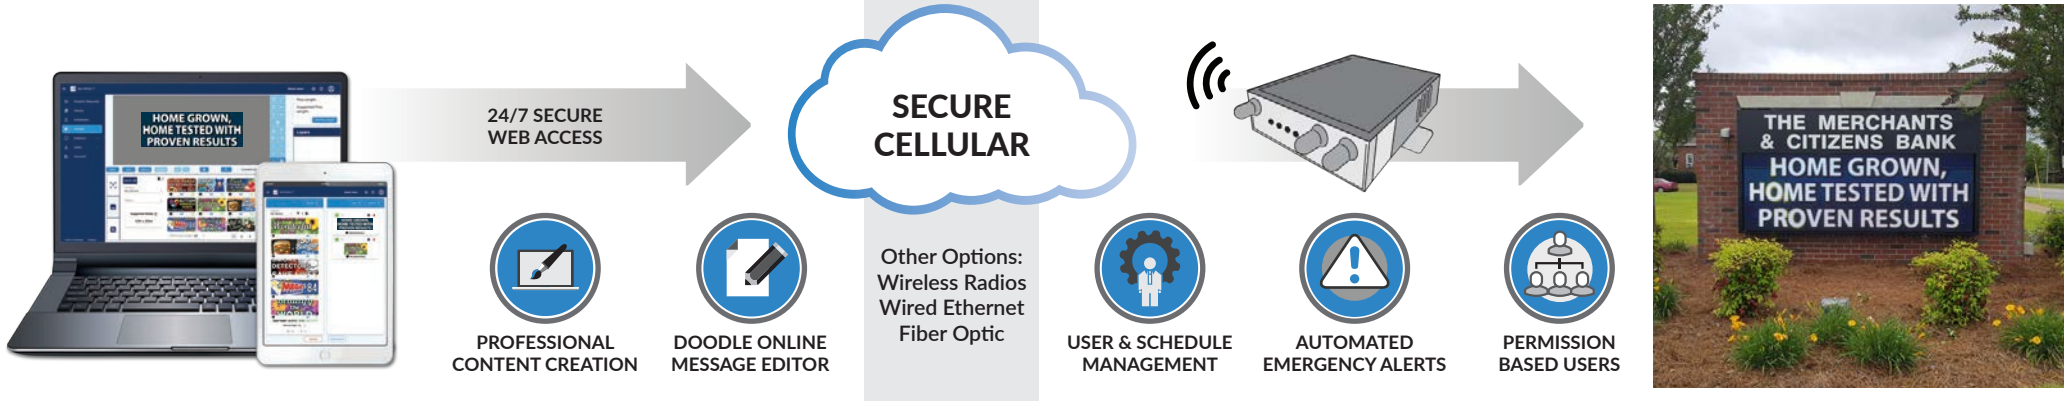 HOME GROWN,
HOME TESTED WITH
PROVEN RESULTS
24/7 SECURE
WEB ACCESS
SECURE
CELLULAR
Other Options:
Wireless Radios
Wired Ethernet
Fiber Optic
PROFESSIONAL
CONTENT CREATION
DOODLE ONLINE
MESSAGE EDITOR
USER & SCHEDULE
MANAGEMENT
AUTOMATED
EMERGENCY ALERTS
PERMISSION
BASED USERS
THE MERCHANTS
& CITIZENS BANK
HOME GROWN,
HOME TESTED WITH
PROVEN RESULTS